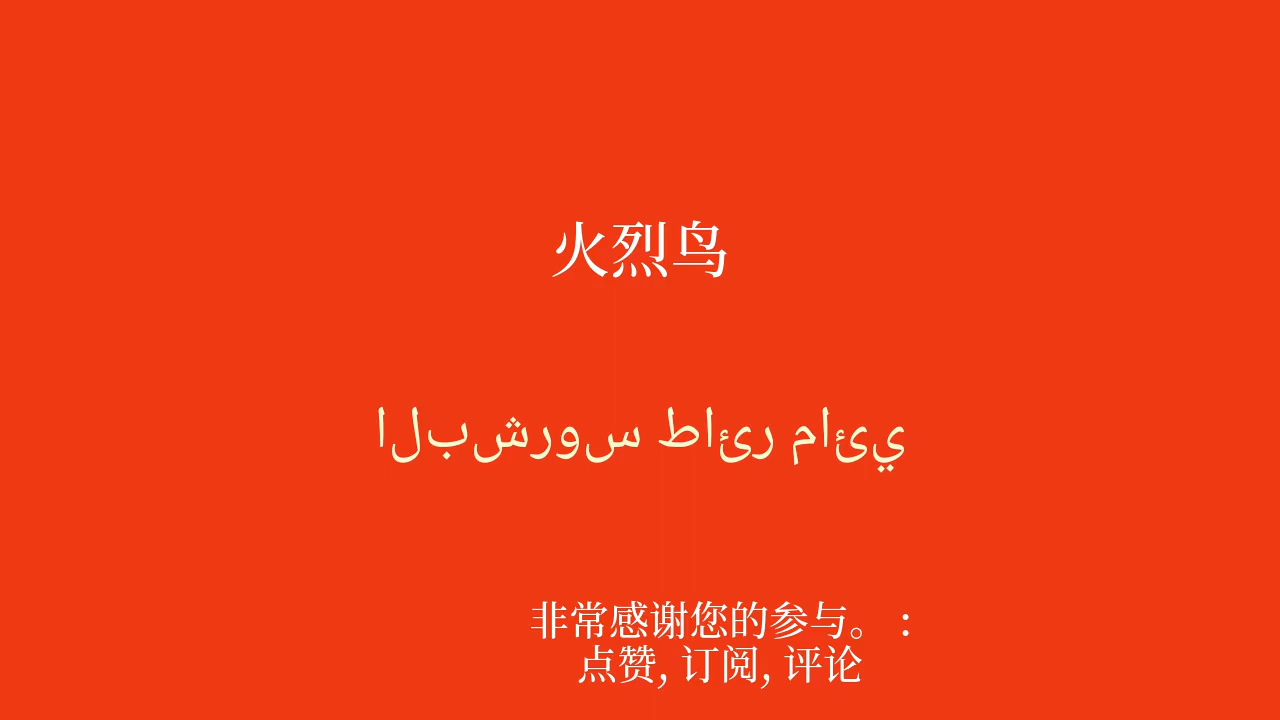 火烈鸟
البشروس طائر مائي
非常感谢您的参与。 :
点赞, 订阅, 评论